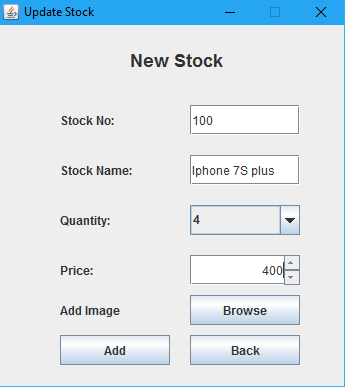 Update Stock
New Stock
Stock No: 100
Stock Name: Iphone 7S plus
Quantity: 4
Price: 400
Add Image Browse
Add Back